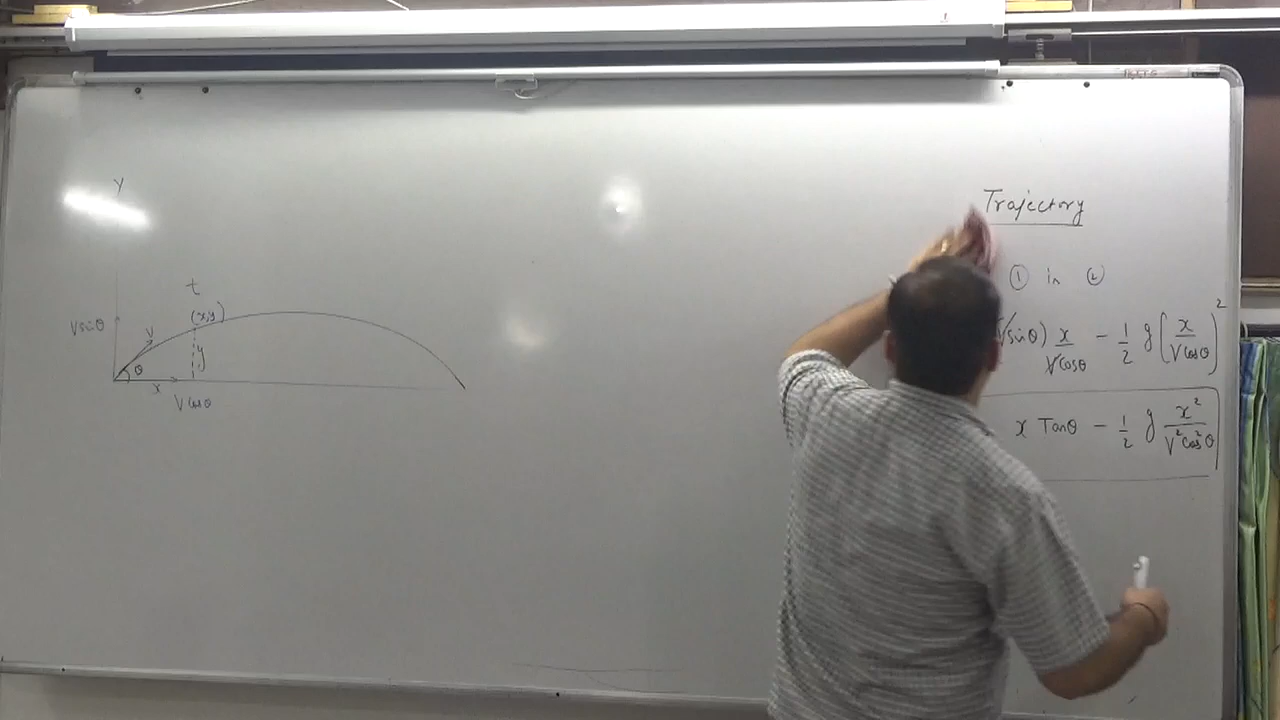 Y
t
(x,y)
Vsinθ
V
θ
y
x
Vcosθ
Trajectory
① in ②
Vsinθ) x/Vcosθ - 1/2 g (x/Vcosθ)²
x Tanθ - 1/2 g x²/V²Cos²θ